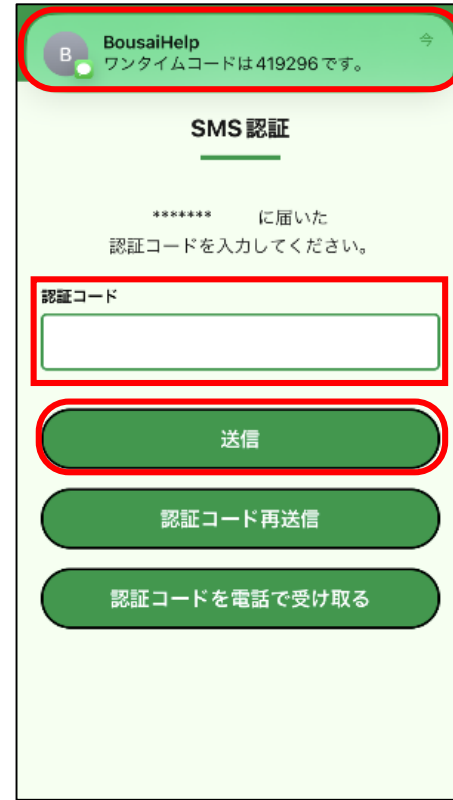 B
BousaiHelp
今
ワンタイムコードは419296です。
SMS認証
******* に届いた
認証コードを入力してください。
認証コード
送信
認証コード再送信
認証コードを電話で受け取る